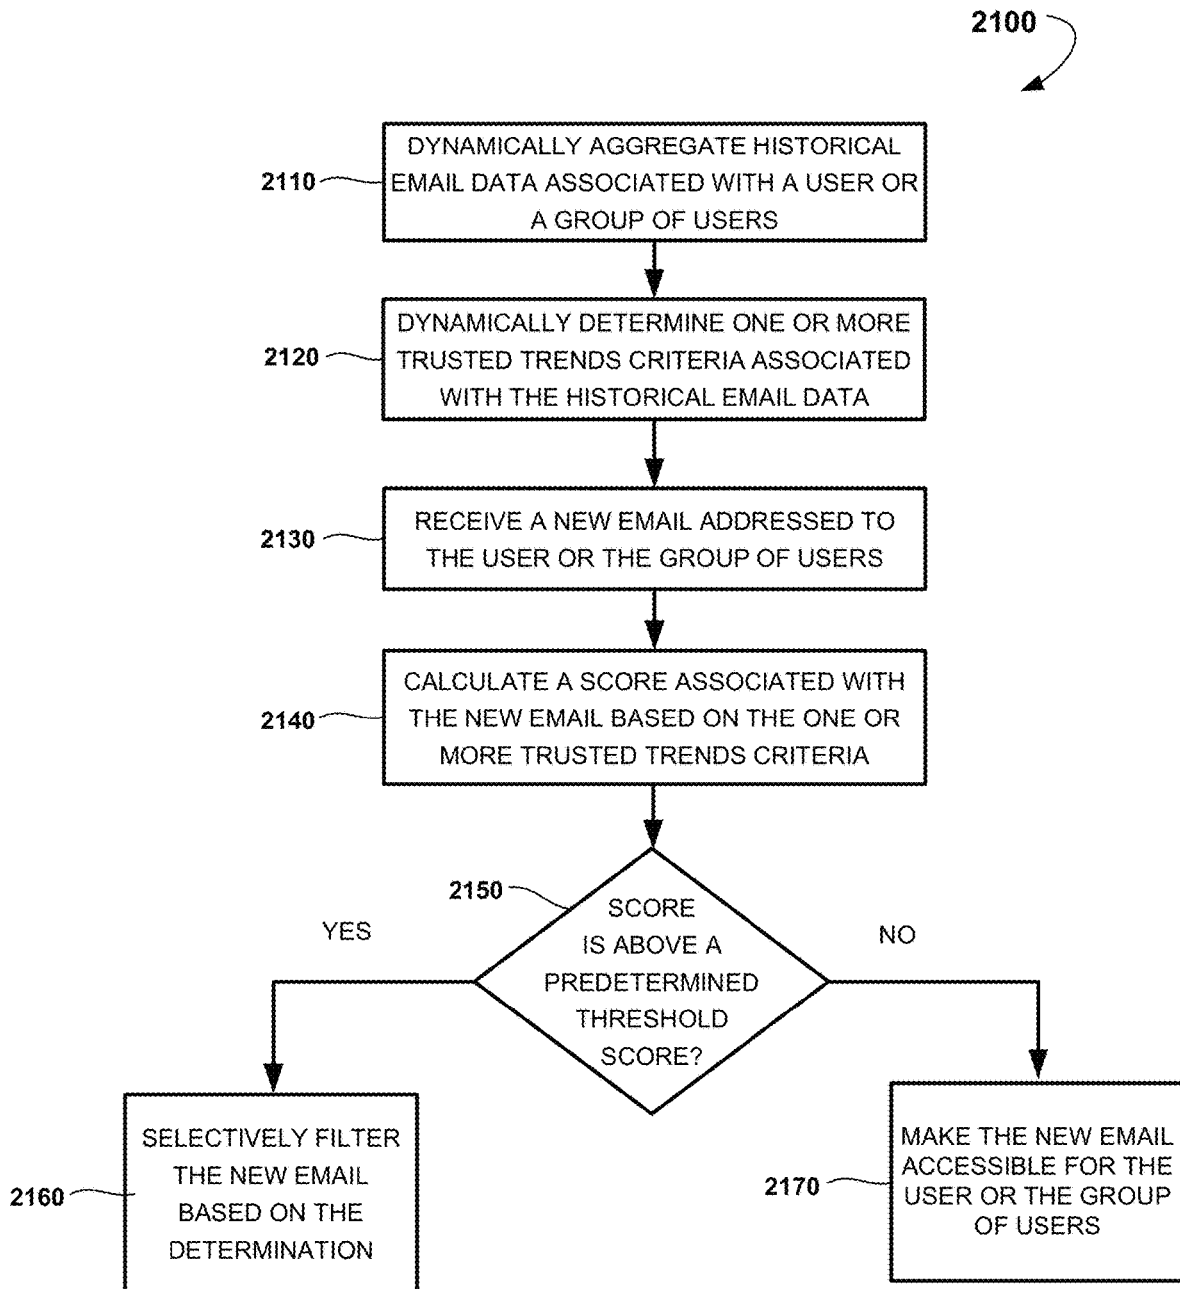 2100
DYNAMICALLY AGGREGATE HISTORICAL
EMAIL DATA ASSOCIATED WITH A USER OR
A GROUP OF USERS
2110
DYNAMICALLY DETERMINE ONE OR MORE
TRUSTED TRENDS CRITERIA ASSOCIATED
WITH THE HISTORICAL EMAIL DATA
2120
RECEIVE A NEW EMAIL ADDRESSED TO
THE USER OR THE GROUP OF USERS
2130
CALCULATE A SCORE ASSOCIATED WITH
THE NEW EMAIL BASED ON THE ONE OR
MORE TRUSTED TRENDS CRITERIA
2140
2150
SCORE
IS ABOVE A
PREDETERMINED
THRESHOLD
SCORE?
YES
NO
SELECTIVELY FILTER
THE NEW EMAIL
BASED ON THE
DETERMINATION
2160
MAKE THE NEW EMAIL
ACCESSIBLE FOR THE
USER OR THE GROUP
OF USERS
2170